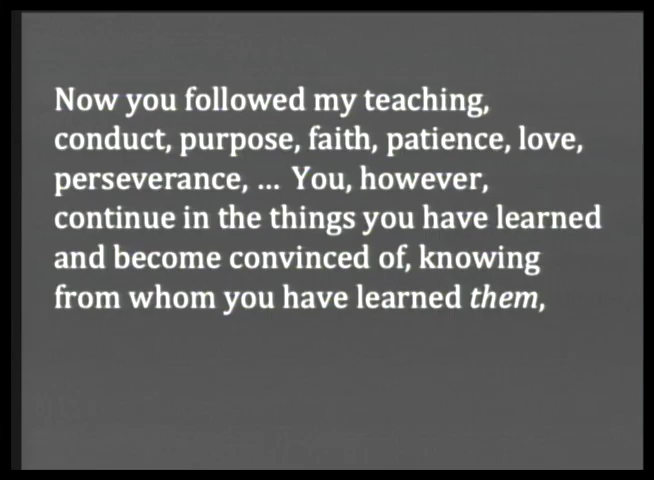 Now you followed my teaching,
conduct, purpose, faith, patience, love,
perseverance, ... You, however,
continue in the things you have learned
and become convinced of, knowing
from whom you have learned them,